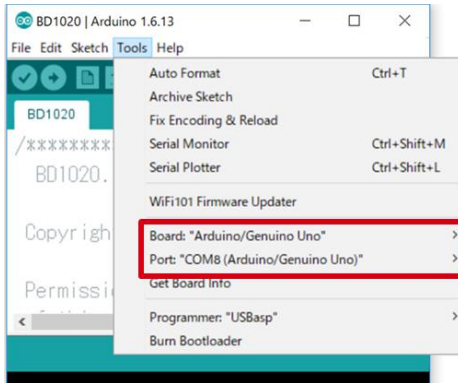 BD1020 | Arduino 1.6.13
File Edit Sketch Tools Help
BD1020
/********
BD1020.
Copyrigh
Permissi
Auto Format Ctrl+T
Archive Sketch
Fix Encoding & Reload
Serial Monitor Ctrl+Shift+M
Serial Plotter Ctrl+Shift+L
WiFi101 Firmware Updater
Board: "Arduino/Genuino Uno"
Port: "COM8 (Arduino/Genuino Uno)"
Get Board Info
Programmer: "USBasp"
Burn Bootloader